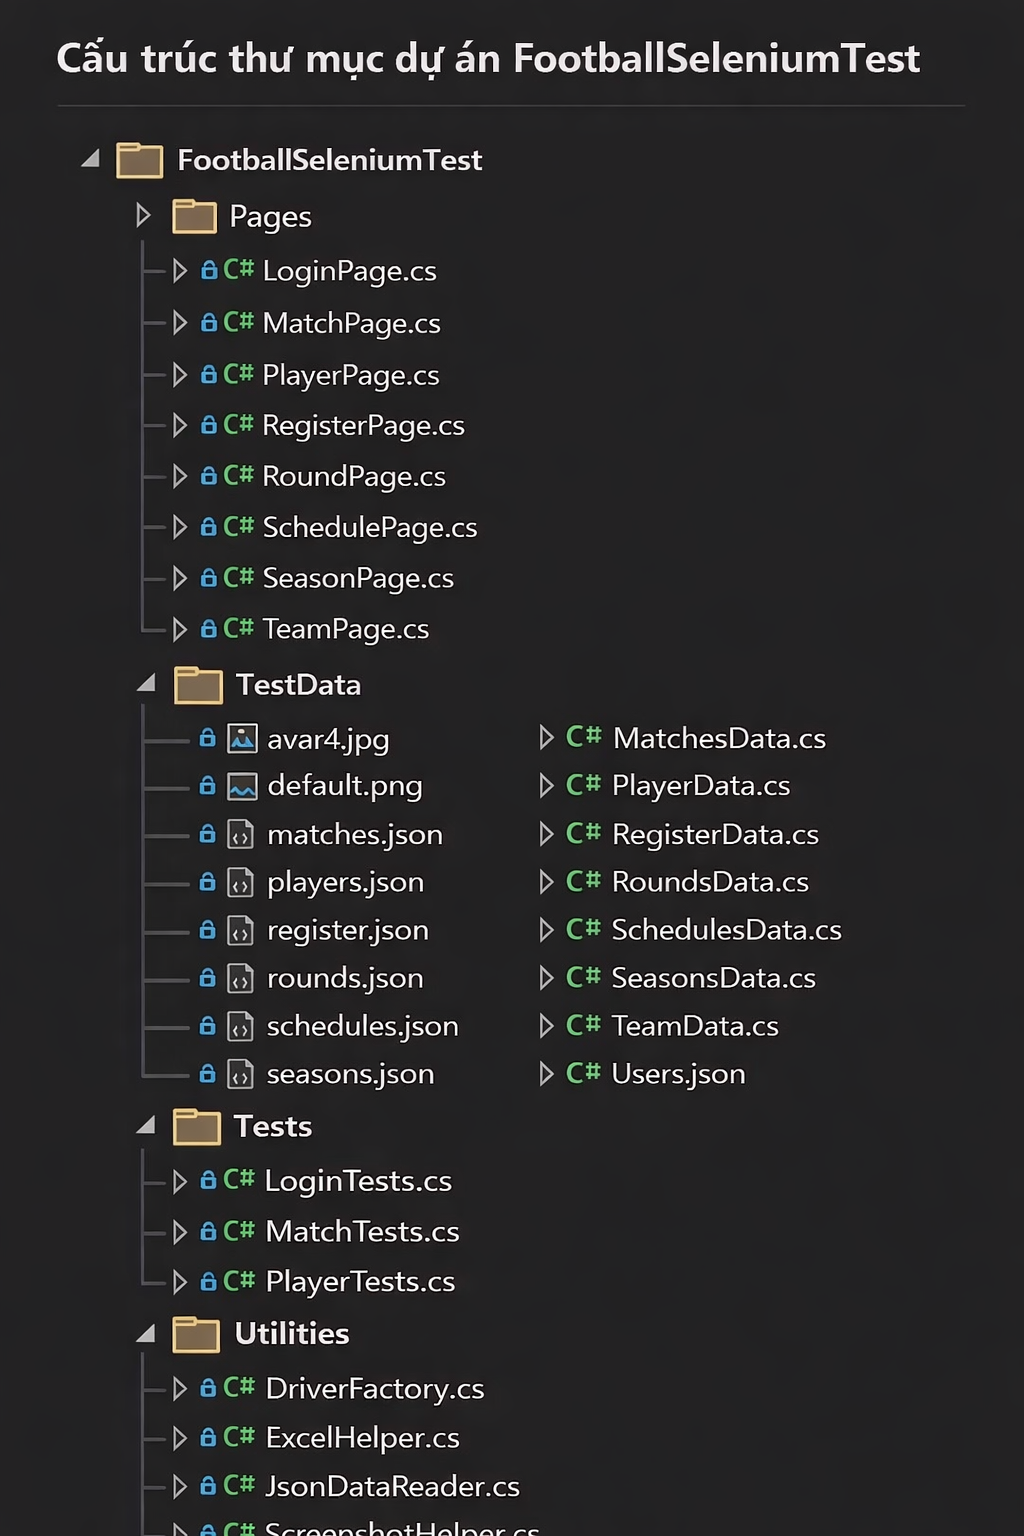 Cấu trúc thư mục dự án FootballSeleniumTest
FootballSeleniumTest
Pages
C# LoginPage.cs
C# MatchPage.cs
C# PlayerPage.cs
C# RegisterPage.cs
C# RoundPage.cs
C# SchedulePage.cs
C# SeasonPage.cs
C# TeamPage.cs
TestData
avar4.jpg
default.png
matches.json
players.json
register.json
rounds.json
schedules.json
seasons.json
C# MatchesData.cs
C# PlayerData.cs
C# RegisterData.cs
C# RoundsData.cs
C# SchedulesData.cs
C# SeasonsData.cs
C# TeamData.cs
C# Users.json
Tests
C# LoginTests.cs
C# MatchTests.cs
C# PlayerTests.cs
Utilities
C# DriverFactory.cs
C# ExcelHelper.cs
C# JsonDataReader.cs
C# ScreenshotHelper.cs